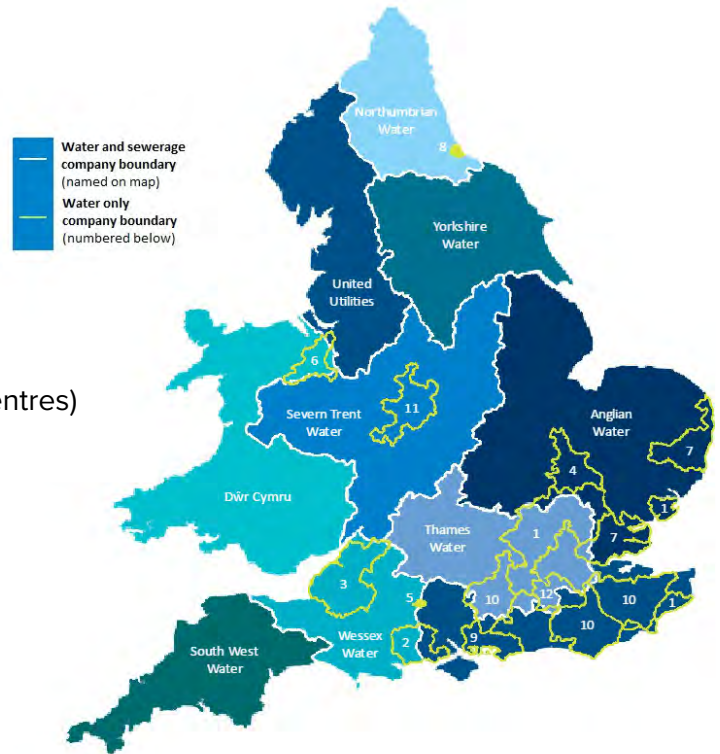 Water and sewerage
company boundary
(named on map)
Water only
company boundary
(numbered below)
entres)
Northumbrian
Water
8
Yorkshire
Water
United
Utilities
6
Severn Trent
Water
11
Anglian
Water
7
4
1
Dŵr Cymru
Thames
Water
1
7
3
5
10
12
10
1
Wessex
Water
2
9
10
South West
Water